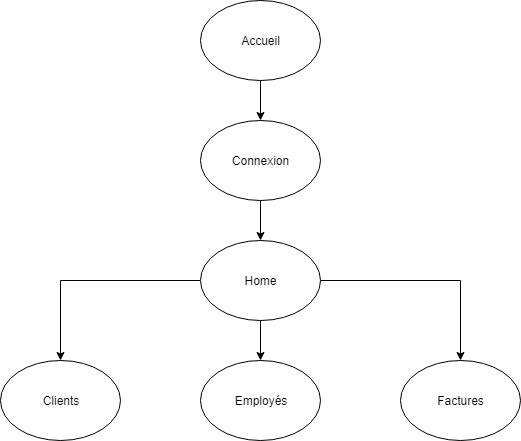 Accueil
Connexion
Home
Clients
Employés
Factures